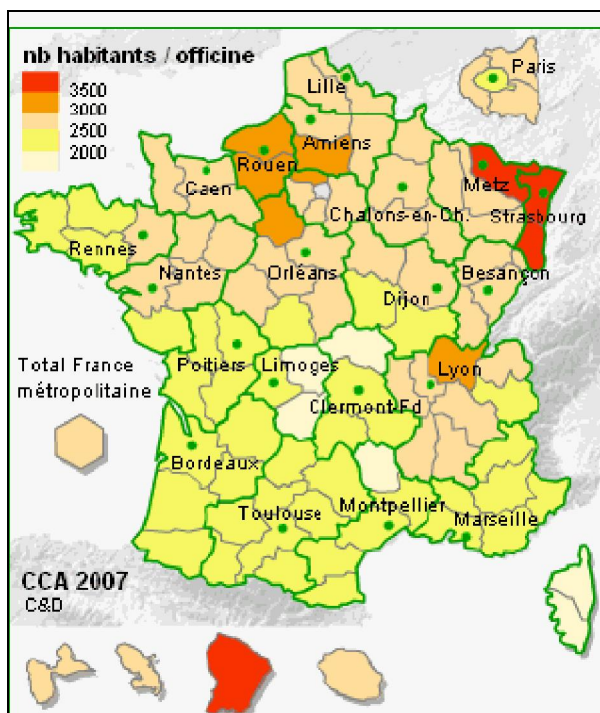 nb habitants / officine
3500
3000
2500
2000
Paris
Lille
Amiens
Rouen
Metz
Caen
Chalons-en-Ch.
Strasbourg
Rennes
Nantes
Orléans
Besançon
Dijon
Total France
métropolitaine
Poitiers
Limoges
Lyon
Clermont-Fd
Bordeaux
Toulouse
Montpellier
Marseille
CCA 2007
C&D